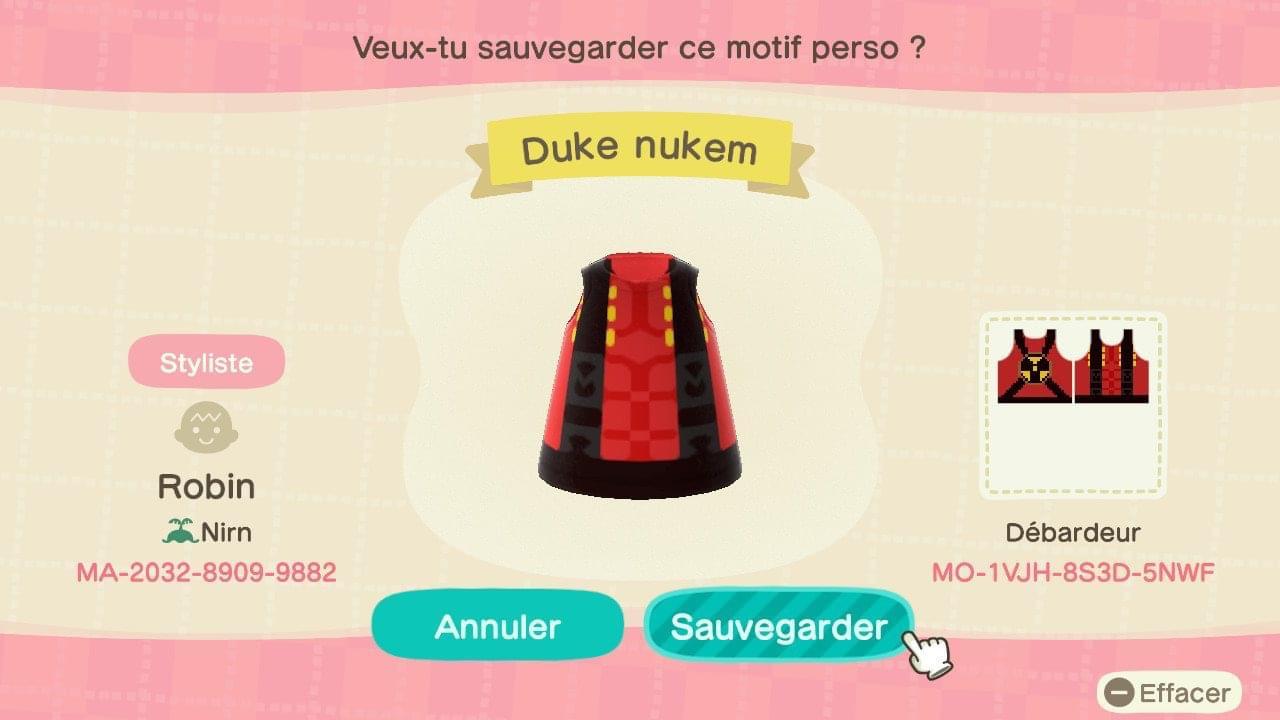 Veux-tu sauvegarder ce motif perso ?
Duke nukem
Styliste
Robin
Nirn
MA-2032-8909-9882
Débardeur
MO-1VJH-8S3D-5NWF
Annuler
Sauvegarder
Effacer